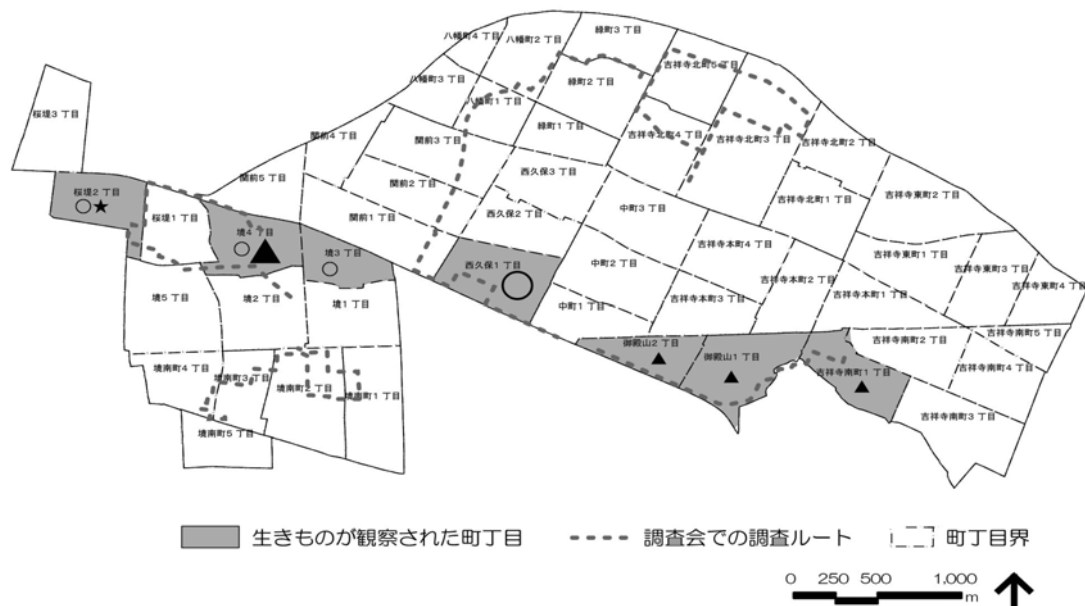 八幡町4 丁目
八幡町2 丁目
緑町3 丁目
吉祥寺北町5 丁目
八幡町3 丁目
緑町2 丁目
桜堤3 丁目
八幡町1 丁目
緑町1 丁目
吉祥寺北町4 丁目
吉祥寺北町3 丁目
吉祥寺北町2 丁目
関前4 丁目
関前3 丁目
西久保3 丁目
関前5 丁目
関前2 丁目
吉祥寺東町2 丁目
桜堤2 丁目
吉祥寺北町1 丁目
桜堤1 丁目
関前1 丁目
西久保2 丁目
中町3 丁目
境4 丁目
吉祥寺本町4 丁目
境3 丁目
西久保1 丁目
中町2 丁目
吉祥寺東町1 丁目
吉祥寺東町3 丁目
吉祥寺本町2 丁目
吉祥寺東町4 丁目
境5 丁目
境2 丁目
境1 丁目
中町1 丁目
吉祥寺本町3 丁目
吉祥寺本町1 丁目
吉祥寺南町5 丁目
吉祥寺南町2 丁目
御殿山2 丁目
御殿山1 丁目
境南町4 丁目
境南町3 丁目
吉祥寺南町1 丁目
吉祥寺南町4 丁目
境南町2 丁目
境南町1 丁目
吉祥寺南町3 丁目
境南町5 丁目
生きものが観察された町丁目
調査会での調査ルート
町丁目界
0 250 500 1,000
m